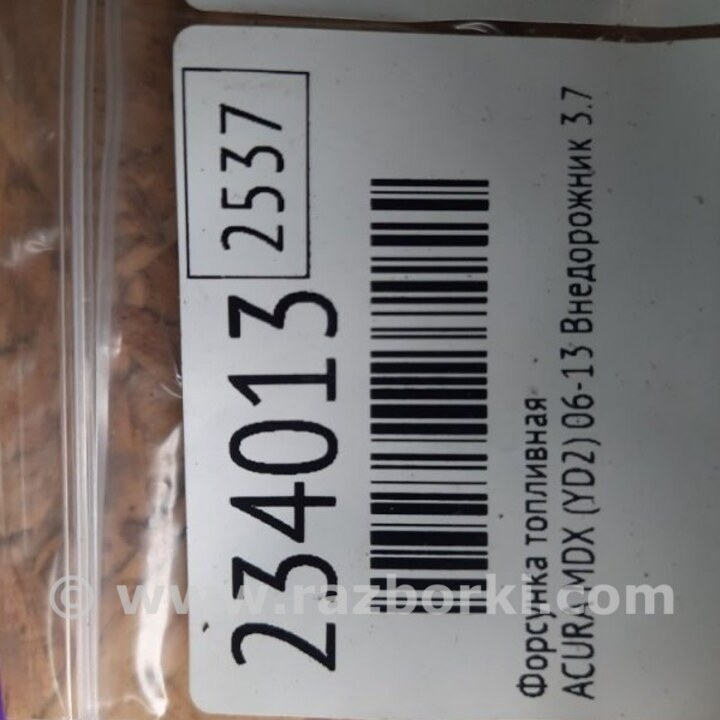 234013 2537
Форсунка топливная
ACURA MDX (YD2) 06-13 Внедорожник 3.7
© www.razborki.com